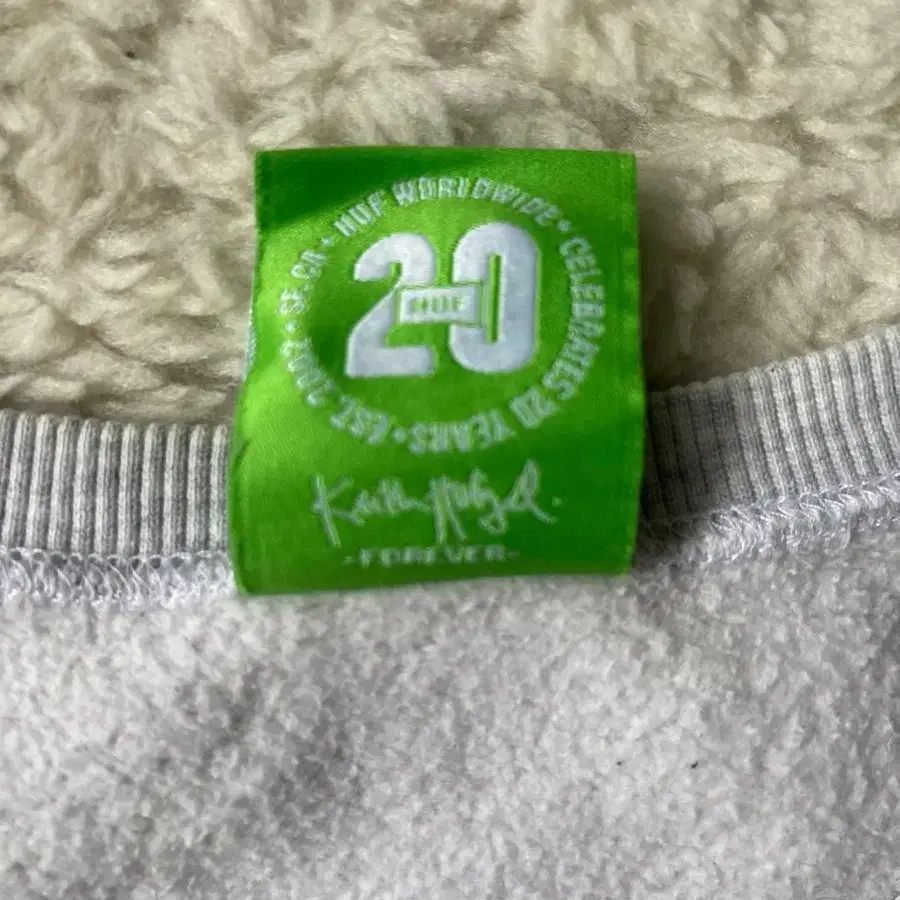 • HUF WORLDWIDE • CELEBRATES 20 YEARS • EST. 2002 • SF.CA
20
HUF
Keith Hufnagel.
-FOREVER-